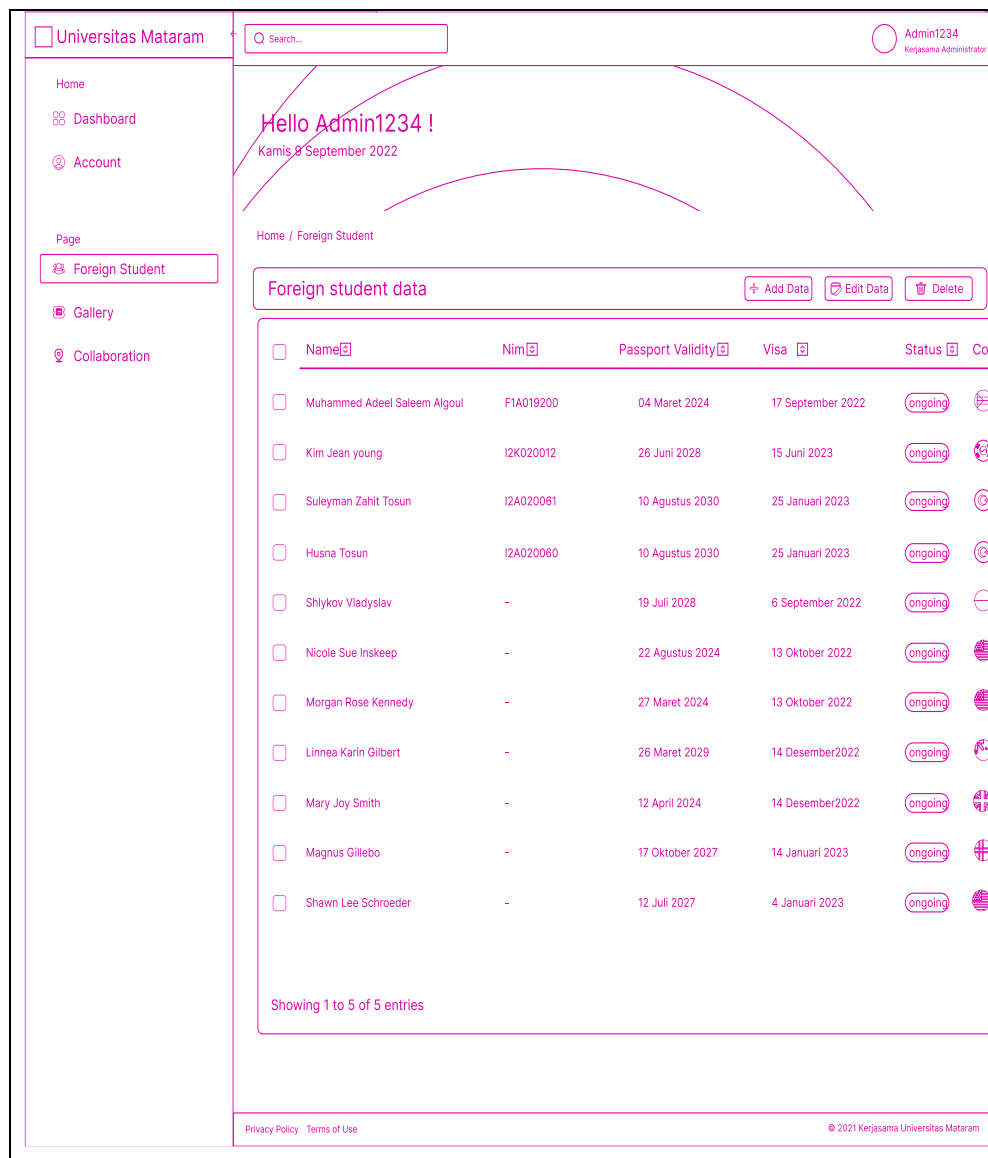 Universitas Mataram
Search...
Admin1234
Kerjasama Administrator
Home
Dashboard
Account
Page
Foreign Student
Gallery
Collaboration
Hello Admin1234 !
Kamis 9 September 2022
Home / Foreign Student
Foreign student data
Add Data
Edit Data
Delete
Name Nim Passport Validity Visa Status Co
Muhammed Adeel Saleem Algoul F1A019200 04 Maret 2024 17 September 2022 ongoing
Kim Jean young I2K020012 26 Juni 2028 15 Juni 2023 ongoing
Suleyman Zahit Tosun I2A020061 10 Agustus 2030 25 Januari 2023 ongoing
Husna Tosun I2A020060 10 Agustus 2030 25 Januari 2023 ongoing
Shlykov Vladyslav - 19 Juli 2028 6 September 2022 ongoing
Nicole Sue Inskeep - 22 Agustus 2024 13 Oktober 2022 ongoing
Morgan Rose Kennedy - 27 Maret 2024 13 Oktober 2022 ongoing
Linnea Karin Gilbert - 26 Maret 2029 14 Desember2022 ongoing
Mary Joy Smith - 12 April 2024 14 Desember2022 ongoing
Magnus Gillebo - 17 Oktober 2027 14 Januari 2023 ongoing
Shawn Lee Schroeder - 12 Juli 2027 4 Januari 2023 ongoing
Showing 1 to 5 of 5 entries
Privacy Policy Terms of Use
© 2021 Kerjasama Universitas Mataram